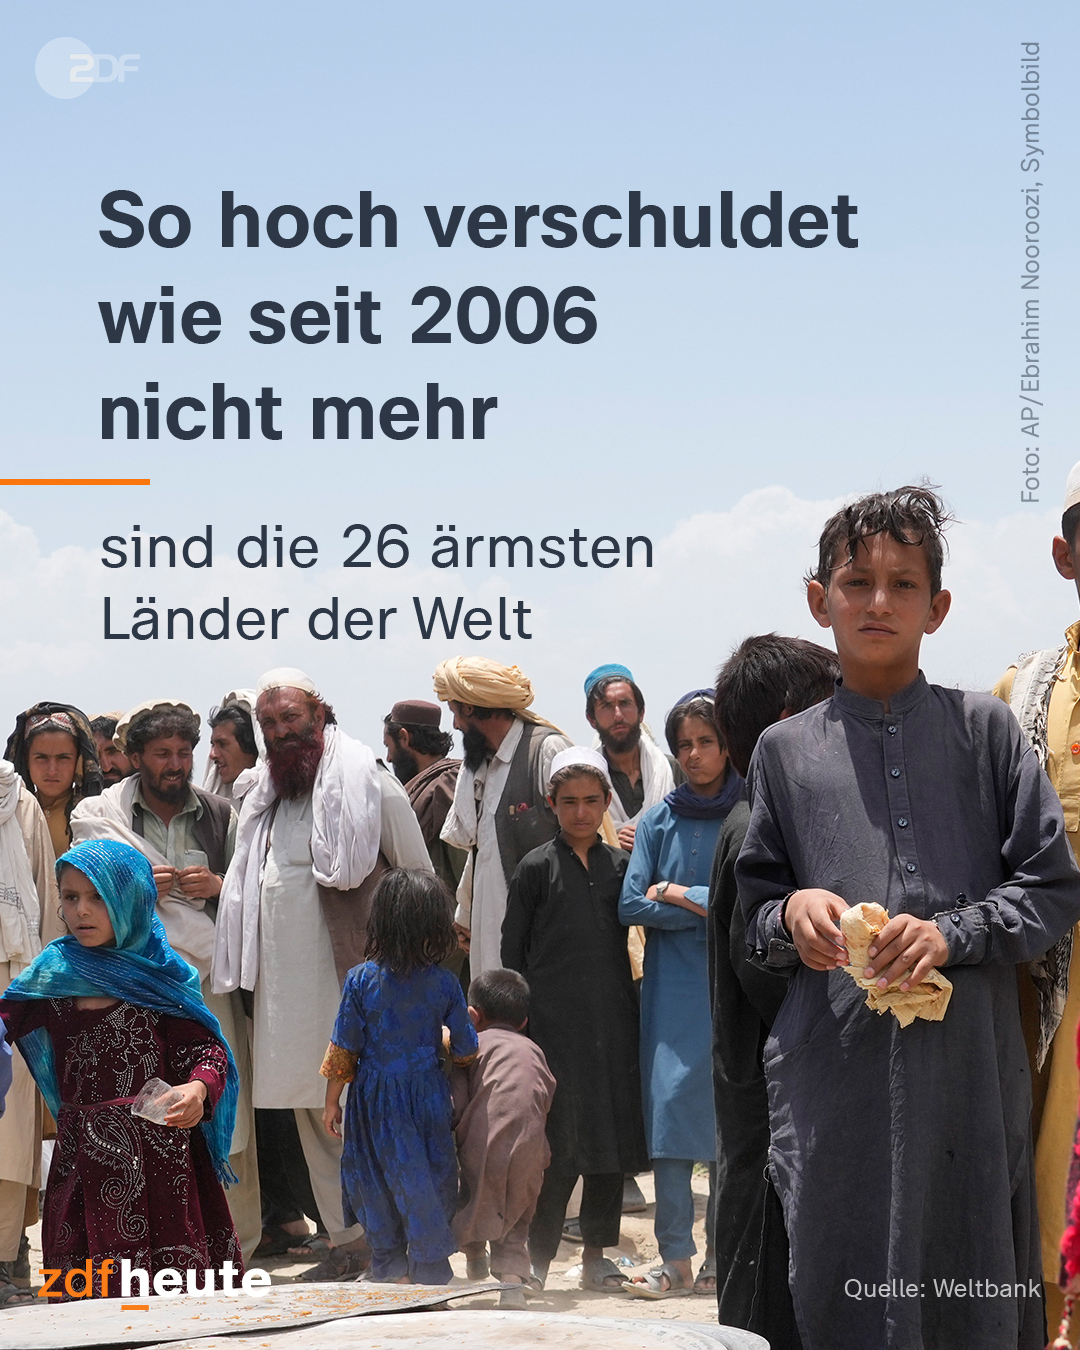 ZDF
Foto: AP/Ebrahim Nooroozi, Symbolbild
So hoch verschuldet
wie seit 2006
nicht mehr
sind die 26 ärmsten
Länder der Welt
zdfheute
Quelle: Weltbank